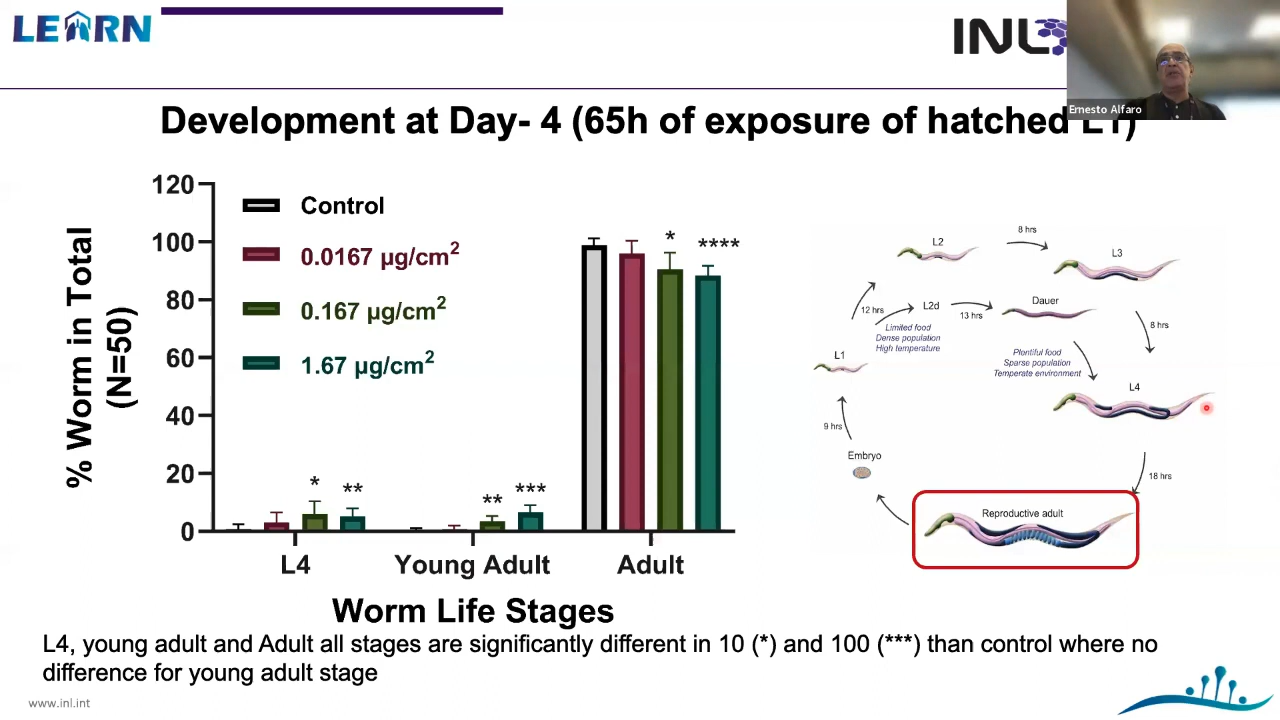 LEARN
INL
Ernesto Alfaro
Development at Day- 4 (65h of exposure of hatched L1)
120
100
80
60
40
20
0
% Worm in Total
(N=50)
Control
0.0167 µg/cm²
0.167 µg/cm²
1.67 µg/cm²
*
**
**
***
*
****
L4
Young Adult
Adult
Worm Life Stages
8 hrs
L2
L3
12 hrs
L2d
13 hrs
Dauer
8 hrs
Limited food
Dense population
High temperature
Plentiful food
Sparse population
Temperate environment
L1
L4
9 hrs
Embryo
18 hrs
Reproductive adult
L4, young adult and Adult all stages are significantly different in 10 (*) and 100 (***) than control where no
difference for young adult stage
www.inl.int